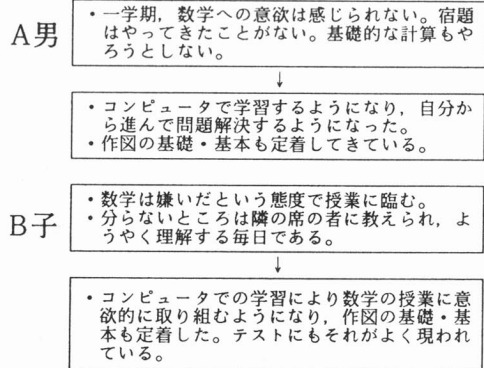 ・一学期，数学への意欲は感じられない。宿題
はやってきたことがない。基礎的な計算もや
ろうとしない。
A男
↓
・コンピュータで学習するようになり，自分か
ら進んで問題解決するようになった。
・作図の基礎・基本も定着してきている。
・数学は嫌いだという態度で授業に臨む。
・分らないところは隣の席の者に教えられ，よ
うやく理解する毎日である。
B子
↓
・コンピュータでの学習により数学の授業に意
欲的に取り組むようになり，作図の基礎・基
本も定着した。テストにもそれがよく現われ
ている。